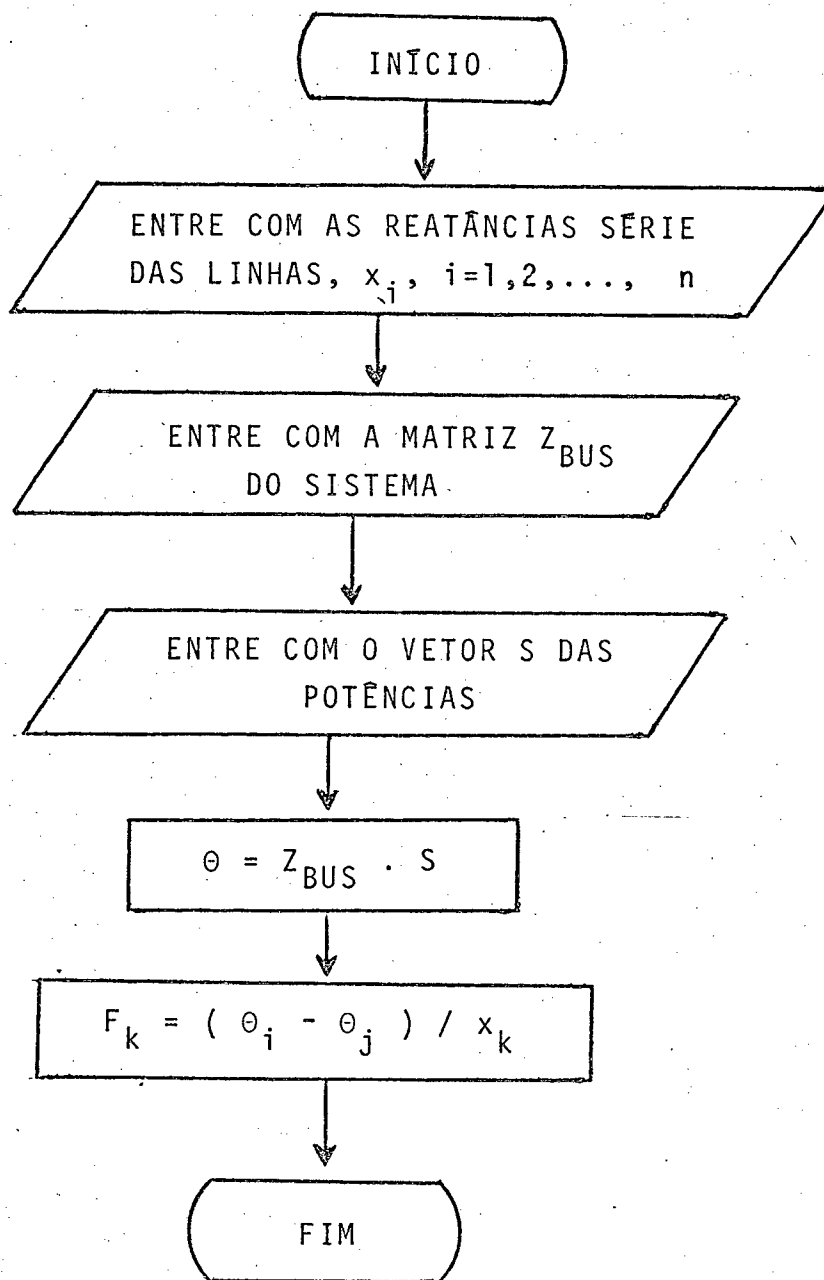 INÍCIO
ENTRE COM AS REATÂNCIAS SÉRIE
DAS LINHAS, x_i, i=1,2,..., n
ENTRE COM A MATRIZ Z_BUS
DO SISTEMA
ENTRE COM O VETOR S DAS
POTÊNCIAS
Θ = Z_BUS . S
F_k = ( Θ_i - Θ_j ) / x_k
FIM